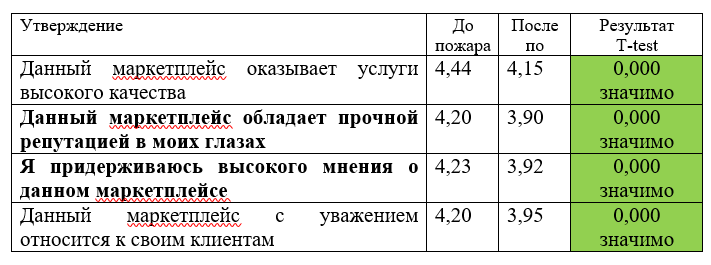 Утверждение До После Результат
пожара по T-test
Данный маркетплейс оказывает услуги 4,44 4,15 0,000
высокого качества значимо
Данный маркетплейс обладает прочной 4,20 3,90 0,000
репутацией в моих глазах значимо
Я придерживаюсь высокого мнения о 4,23 3,92 0,000
данном маркетплейсе значимо
Данный маркетплейс с уважением 4,20 3,95 0,000
относится к своим клиентам значимо